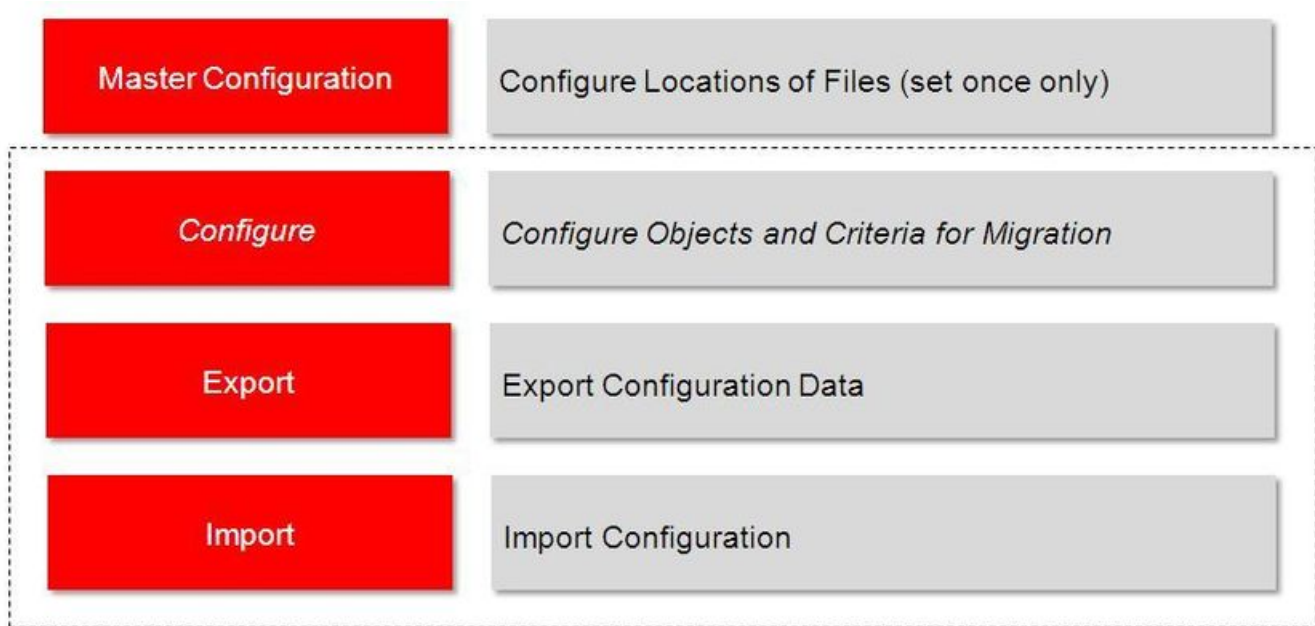 Master Configuration
Configure Locations of Files (set once only)
Configure
Configure Objects and Criteria for Migration
Export
Export Configuration Data
Import
Import Configuration